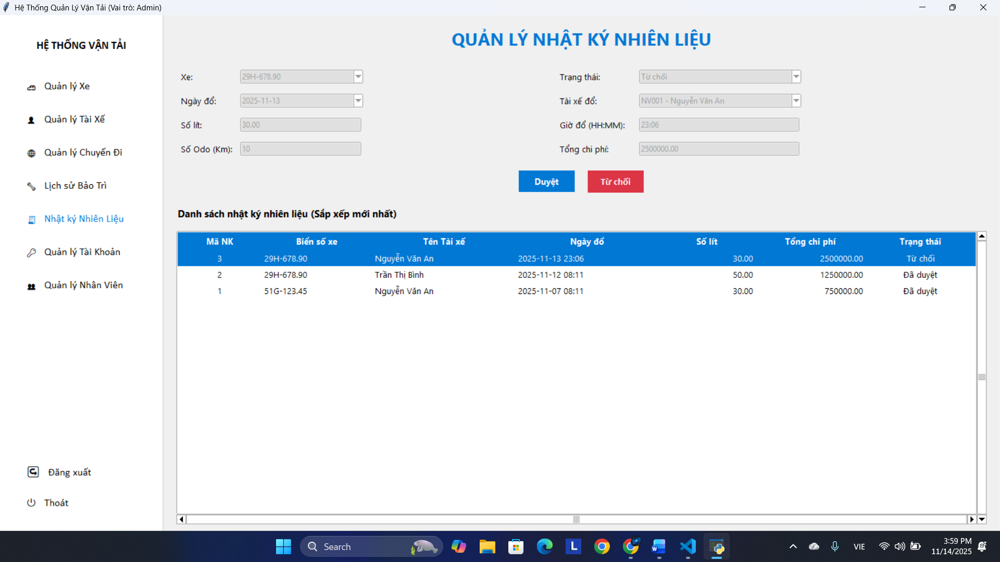 Hệ Thống Quản Lý Vận Tải (Vai trò: Admin)
HỆ THỐNG VẬN TẢI
Quản lý Xe
Quản lý Tài Xế
Quản lý Chuyến Đi
Lịch sử Bảo Trì
Nhật ký Nhiên Liệu
Quản lý Tài Khoản
Quản lý Nhân Viên
Đăng xuất
Thoát
QUẢN LÝ NHẬT KÝ NHIÊN LIỆU
Xe: 29H-678.90 Trạng thái: Từ chối
Ngày đổ: 2025-11-13 Tài xế đổ: NV001 - Nguyễn Văn An
Số lít: 30.00 Giờ đổ (HH:MM): 23:06
Số Odo (Km): 10 Tổng chi phí: 2500000.00
Duyệt Từ chối
Danh sách nhật ký nhiên liệu (Sắp xếp mới nhất)
Mã NK Biển số xe Tên Tài xế Ngày đổ Số lít Tổng chi phí Trạng thái
3 29H-678.90 Nguyễn Văn An 2025-11-13 23:06 30.00 2500000.00 Từ chối
2 29H-678.90 Trần Thị Bình 2025-11-12 08:11 50.00 1250000.00 Đã duyệt
1 51G-123.45 Nguyễn Văn An 2025-11-07 08:11 30.00 750000.00 Đã duyệt
Search
L
W
VIE
3:59 PM
11/14/2025